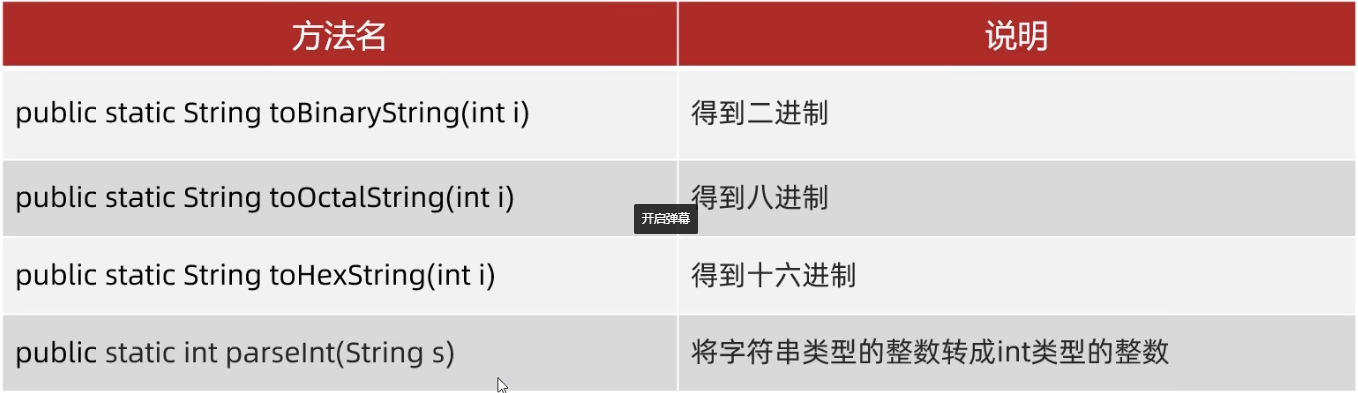 方法名 说明
public static String toBinaryString(int i) 得到二进制
public static String toOctalString(int i) 得到八进制
开启弹幕
public static String toHexString(int i) 得到十六进制
public static int parseInt(String s) 将字符串类型的整数转成int类型的整数